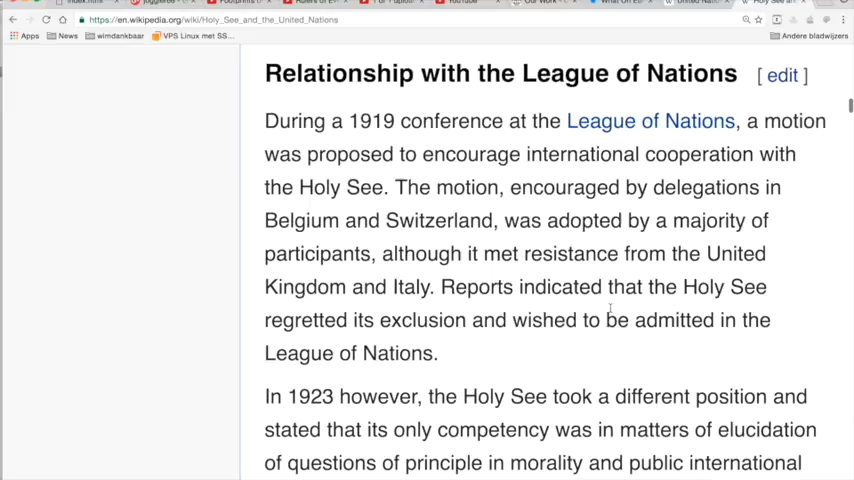 https://en.wikipedia.org/wiki/Holy_See_and_the_United_Nations
Apps News wimdankbaar VPS Linux met SS... Andere bladwijzers
Relationship with the League of Nations [ edit ]
During a 1919 conference at the League of Nations, a motion
was proposed to encourage international cooperation with
the Holy See. The motion, encouraged by delegations in
Belgium and Switzerland, was adopted by a majority of
participants, although it met resistance from the United
Kingdom and Italy. Reports indicated that the Holy See
regretted its exclusion and wished to be admitted in the
League of Nations.
In 1923 however, the Holy See took a different position and
stated that its only competency was in matters of elucidation
of questions of principle in morality and public international